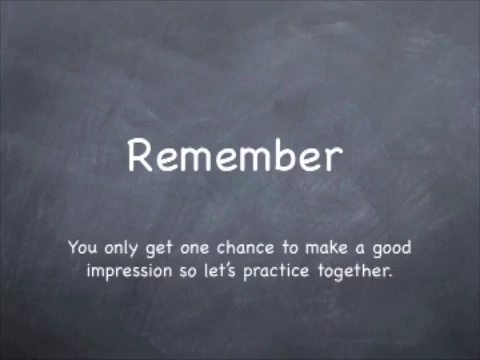 Remember
You only get one chance to make a good
impression so let's practice together.